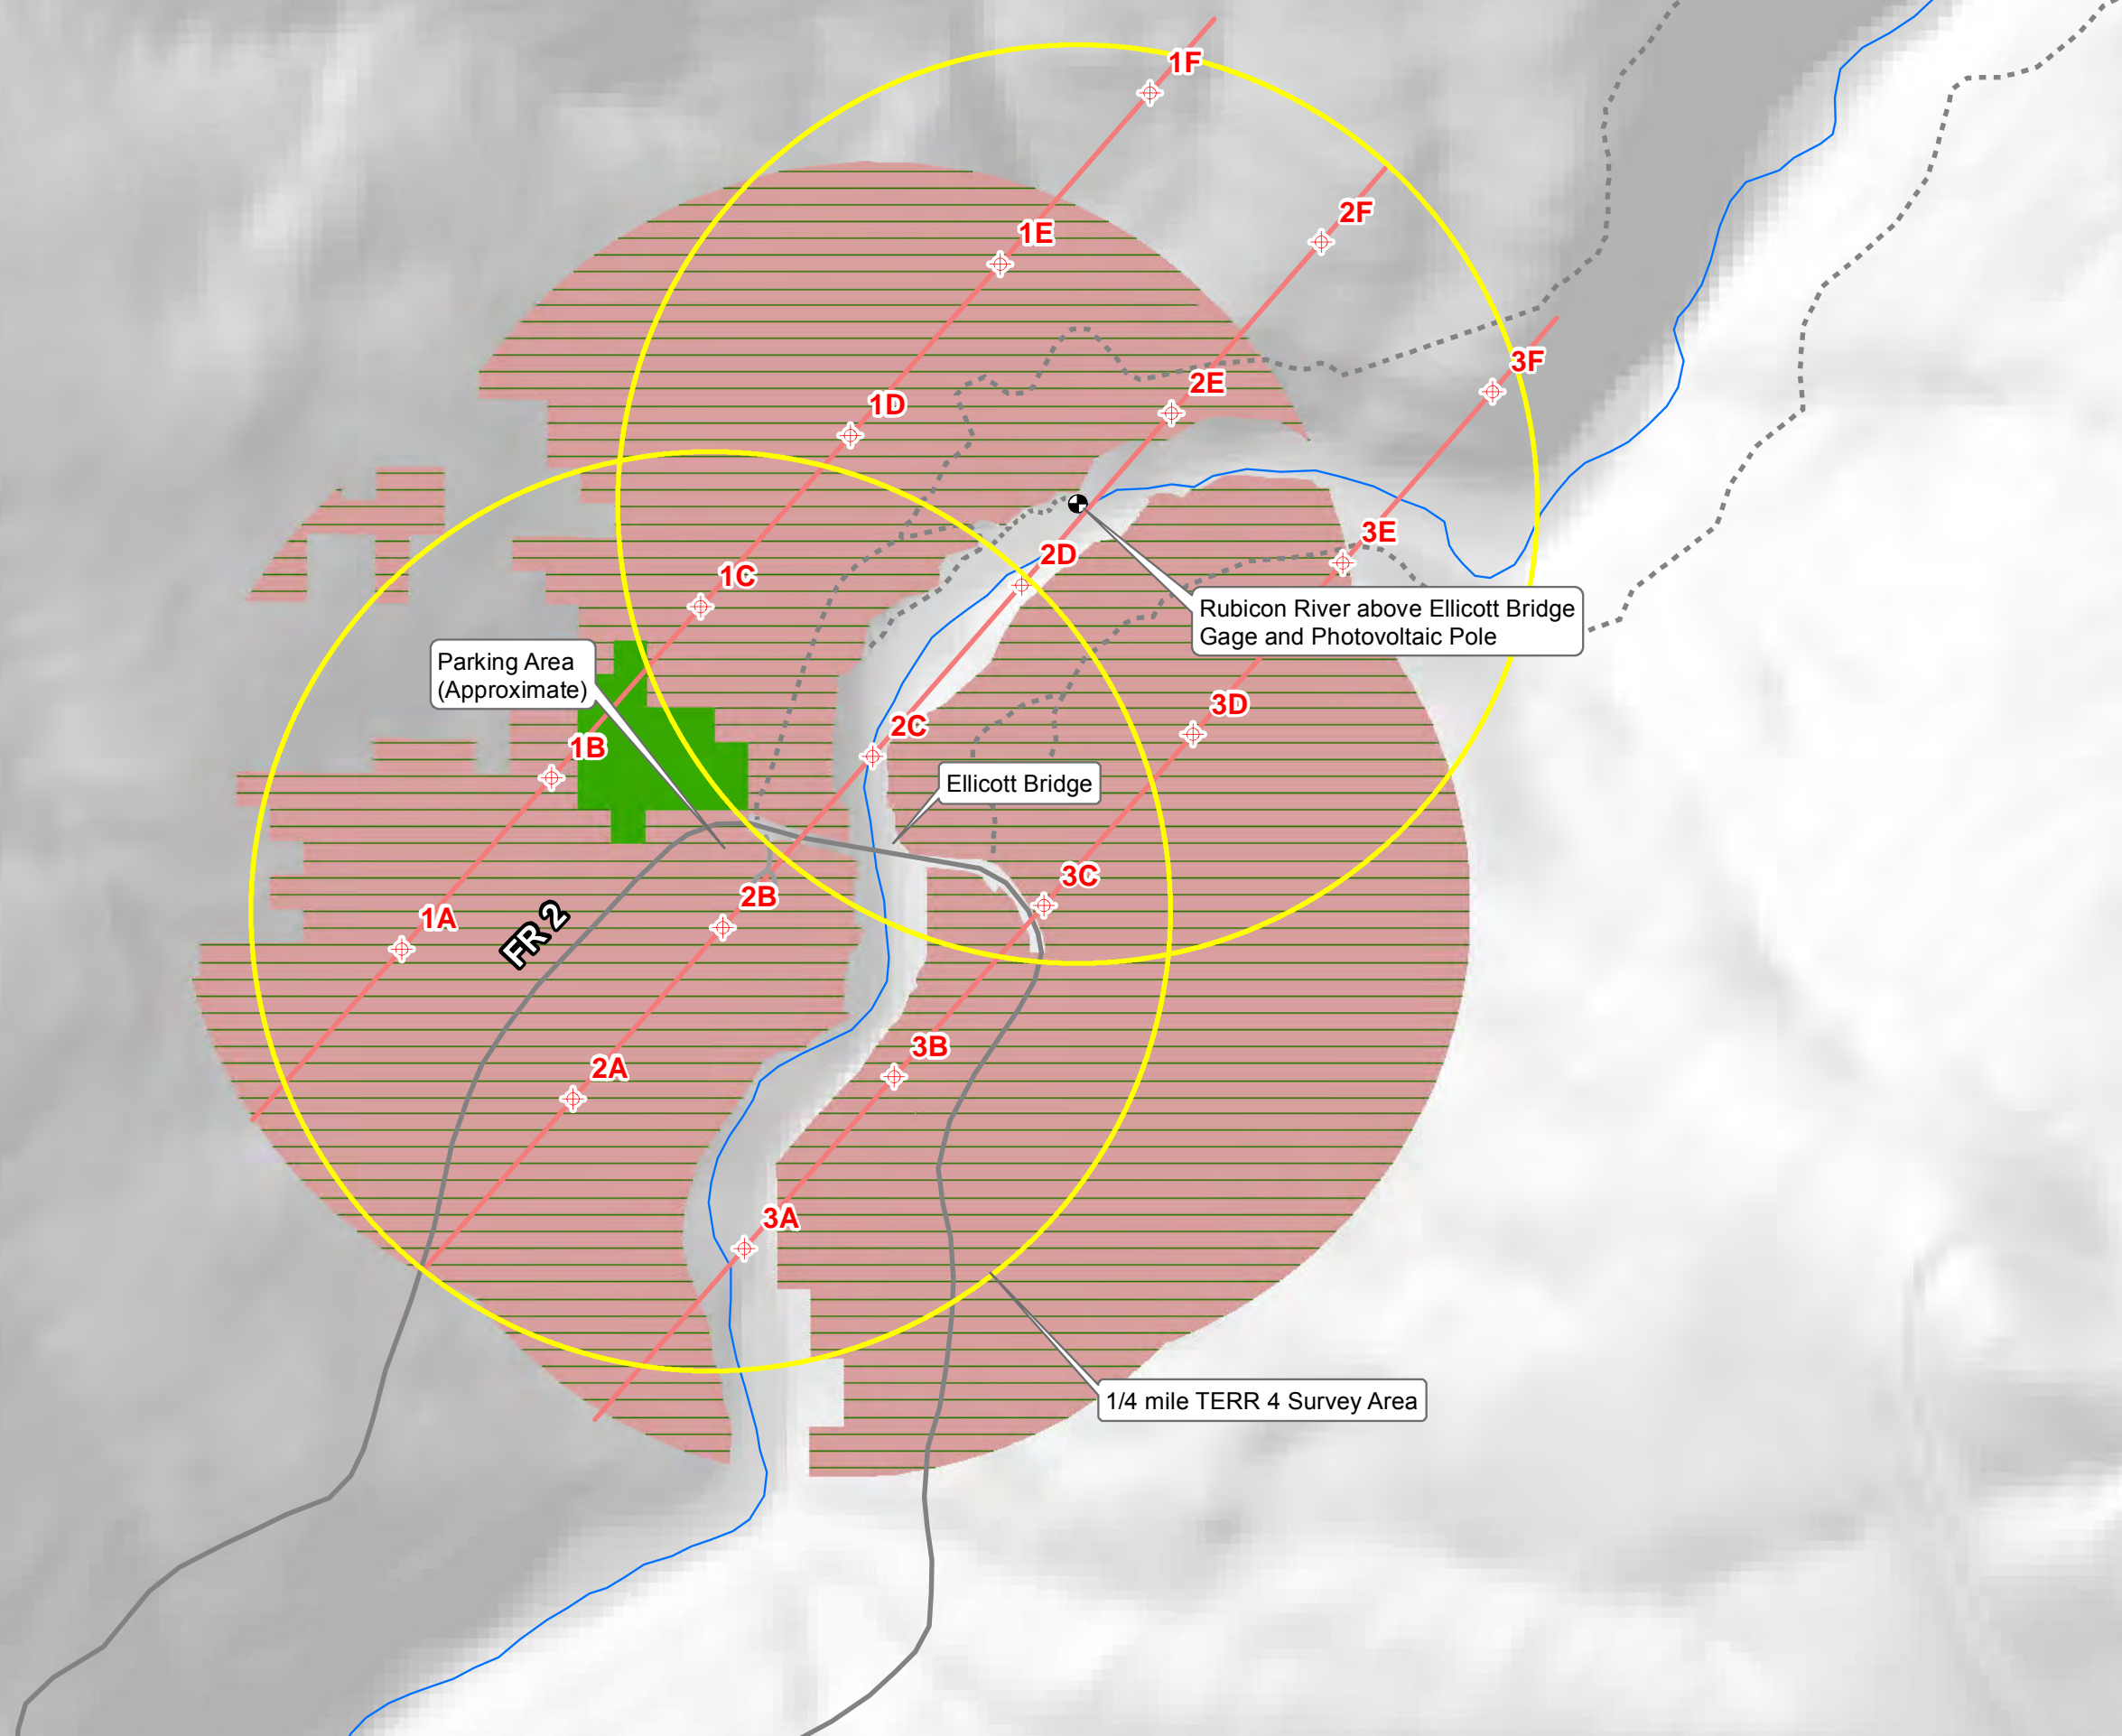 1F
2F
1E
3F
2E
1D
3E
2D
1C
Rubicon River above Ellicott Bridge
Gage and Photovoltaic Pole
Parking Area
(Approximate)
3D
2C
1B
Ellicott Bridge
3C
2B
1A
FR 2
3B
2A
3A
1/4 mile TERR 4 Survey Area